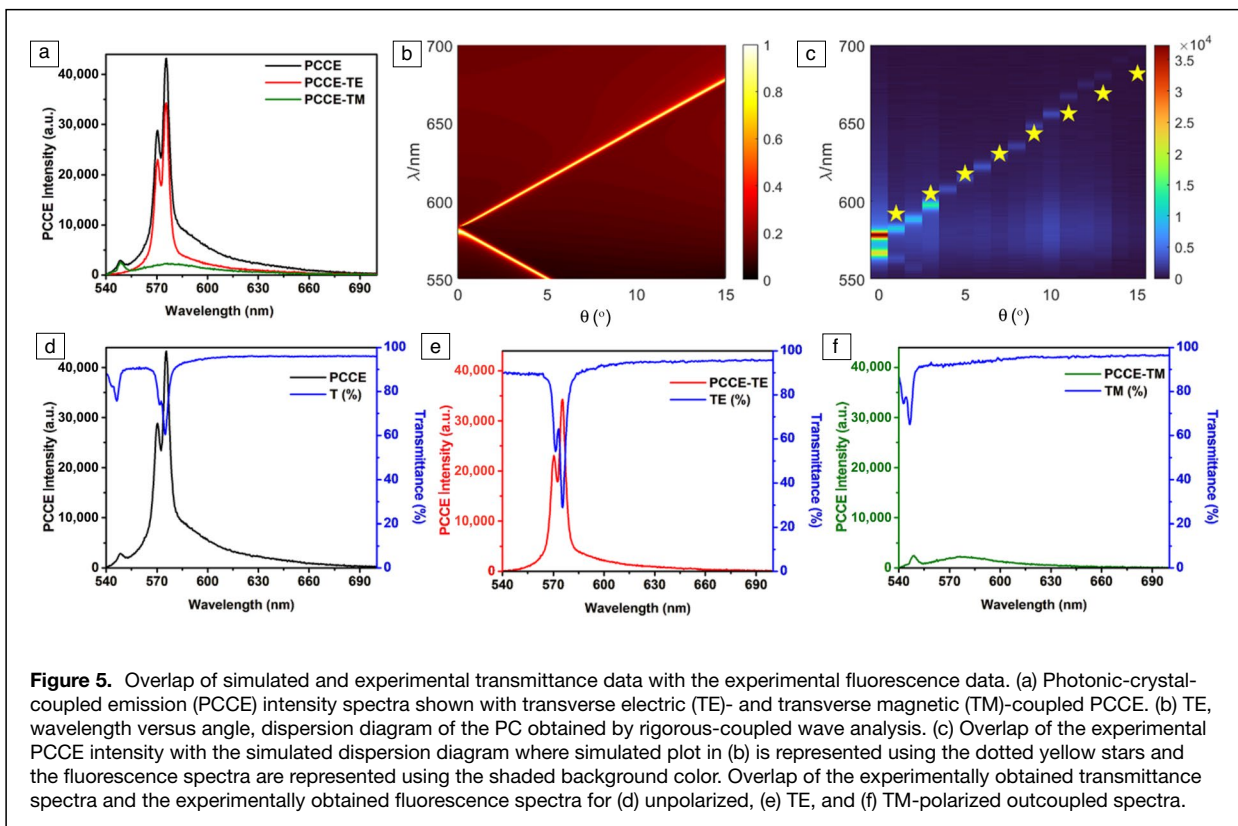 a
40,000
30,000
20,000
10,000
0
PCCE Intensity (a.u.)
PCCE
PCCE-TE
PCCE-TM
540 570 600 630 660 690
Wavelength (nm)
b
700
650
600
550
λ/nm
0 5 10 15
θ (°)
1
0.8
0.6
0.4
0.2
0
c
700
650
600
550
λ/nm
0 5 10 15
θ (°)
×10⁴
4
3.5
3
2.5
2
1.5
1
0.5
0
d
40,000
30,000
20,000
10,000
0
PCCE Intensity (a.u.)
PCCE
T (%)
100
80
60
40
20
0
Transmittance (%)
540 570 600 630 660 690
Wavelength (nm)
e
40,000
30,000
20,000
10,000
0
PCCE Intensity (a.u.)
PCCE-TE
TE (%)
100
80
60
40
20
0
Transmittance (%)
540 570 600 630 660 690
Wavelength (nm)
f
40,000
30,000
20,000
10,000
0
PCCE Intensity (a.u.)
PCCE-TM
TM (%)
100
80
60
40
20
0
Transmittance (%)
540 570 600 630 660 690
Wavelength (nm)
Figure 5. Overlap of simulated and experimental transmittance data with the experimental fluorescence data. (a) Photonic-crystal-
coupled emission (PCCE) intensity spectra shown with transverse electric (TE)- and transverse magnetic (TM)-coupled PCCE. (b) TE,
wavelength versus angle, dispersion diagram of the PC obtained by rigorous-coupled wave analysis. (c) Overlap of the experimental
PCCE intensity with the simulated dispersion diagram where simulated plot in (b) is represented using the dotted yellow stars and
the fluorescence spectra are represented using the shaded background color. Overlap of the experimentally obtained transmittance
spectra and the experimentally obtained fluorescence spectra for (d) unpolarized, (e) TE, and (f) TM-polarized outcoupled spectra.